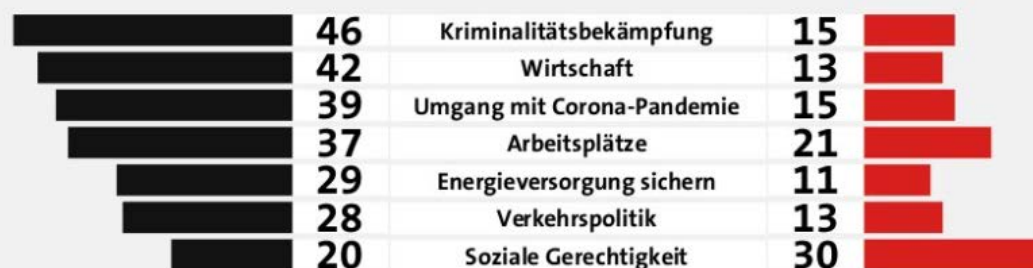 46 Kriminalitätsbekämpfung 15
42 Wirtschaft 13
39 Umgang mit Corona-Pandemie 15
37 Arbeitsplätze 21
29 Energieversorgung sichern 11
28 Verkehrspolitik 13
20 Soziale Gerechtigkeit 30